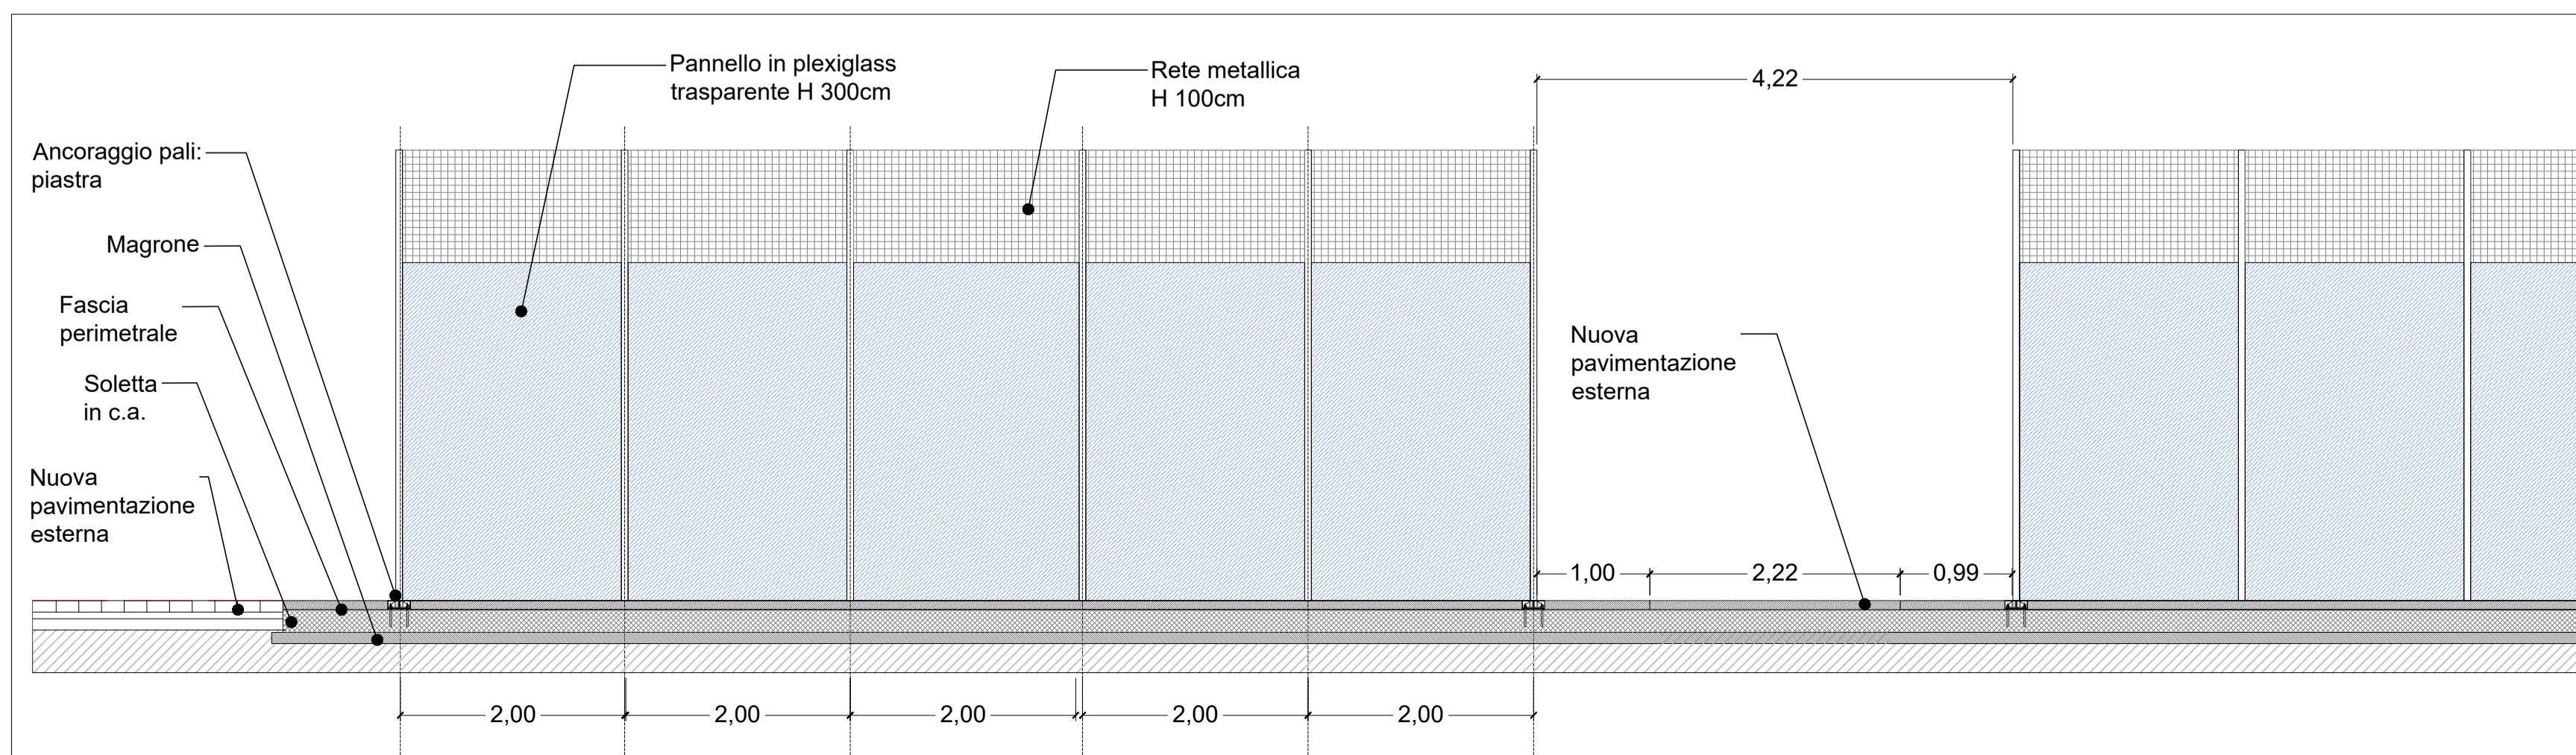 Pannello in plexiglass
trasparente H 300cm
Rete metallica
H 100cm
4,22
Ancoraggio pali:
piastra
Magrone
Fascia
perimetrale
Soletta
in c.a.
Nuova
pavimentazione
esterna
Nuova
pavimentazione
esterna
1,00
2,22
0,99
2,00
2,00
2,00
2,00
2,00